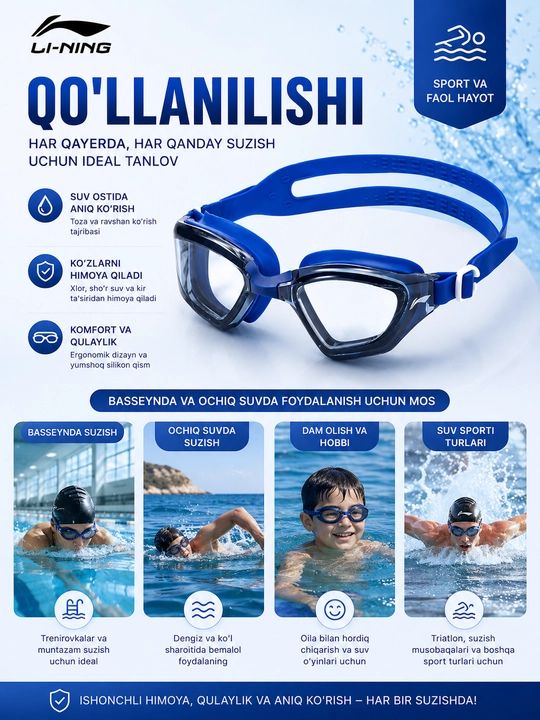 LI-NING
SPORT VA
FAOL HAYOT
QO'LLANILISHI
HAR QAYERDA, HAR QANDAY SUZISH
UCHUN IDEAL TANLOV
SUV OSTIDA
ANIQ KO'RISH
Toza va ravshan ko'rish
tajribasi
KO'ZLARNI
HIMOYA QILADI
Xlor, sho'r suv va kir
ta'siridan himoya qiladi
KOMFORT VA
QULAYLIK
Ergonomik dizayn va
yumshoq silikon qism
BASSEYNDA VA OCHIQ SUVDA FOYDALANISH UCHUN MOS
BASSEYNDA SUZISH
Trenirovkalar va
muntazam suzish
uchun ideal
OCHIQ SUVDA
SUZISH
Dengiz va ko'l
sharoitida bemalol
foydalaning
DAM OLISH VA
HOBBI
Oila bilan hordiq
chiqarish va suv
o'yinlari uchun
SUV SPORTI
TURLARI
Triatlon, suzish
musobaqalari va boshqa
sport turlari uchun
ISHONCHLI HIMOYA, QULAYLIK VA ANIQ KO'RISH – HAR BIR SUZISHDA!